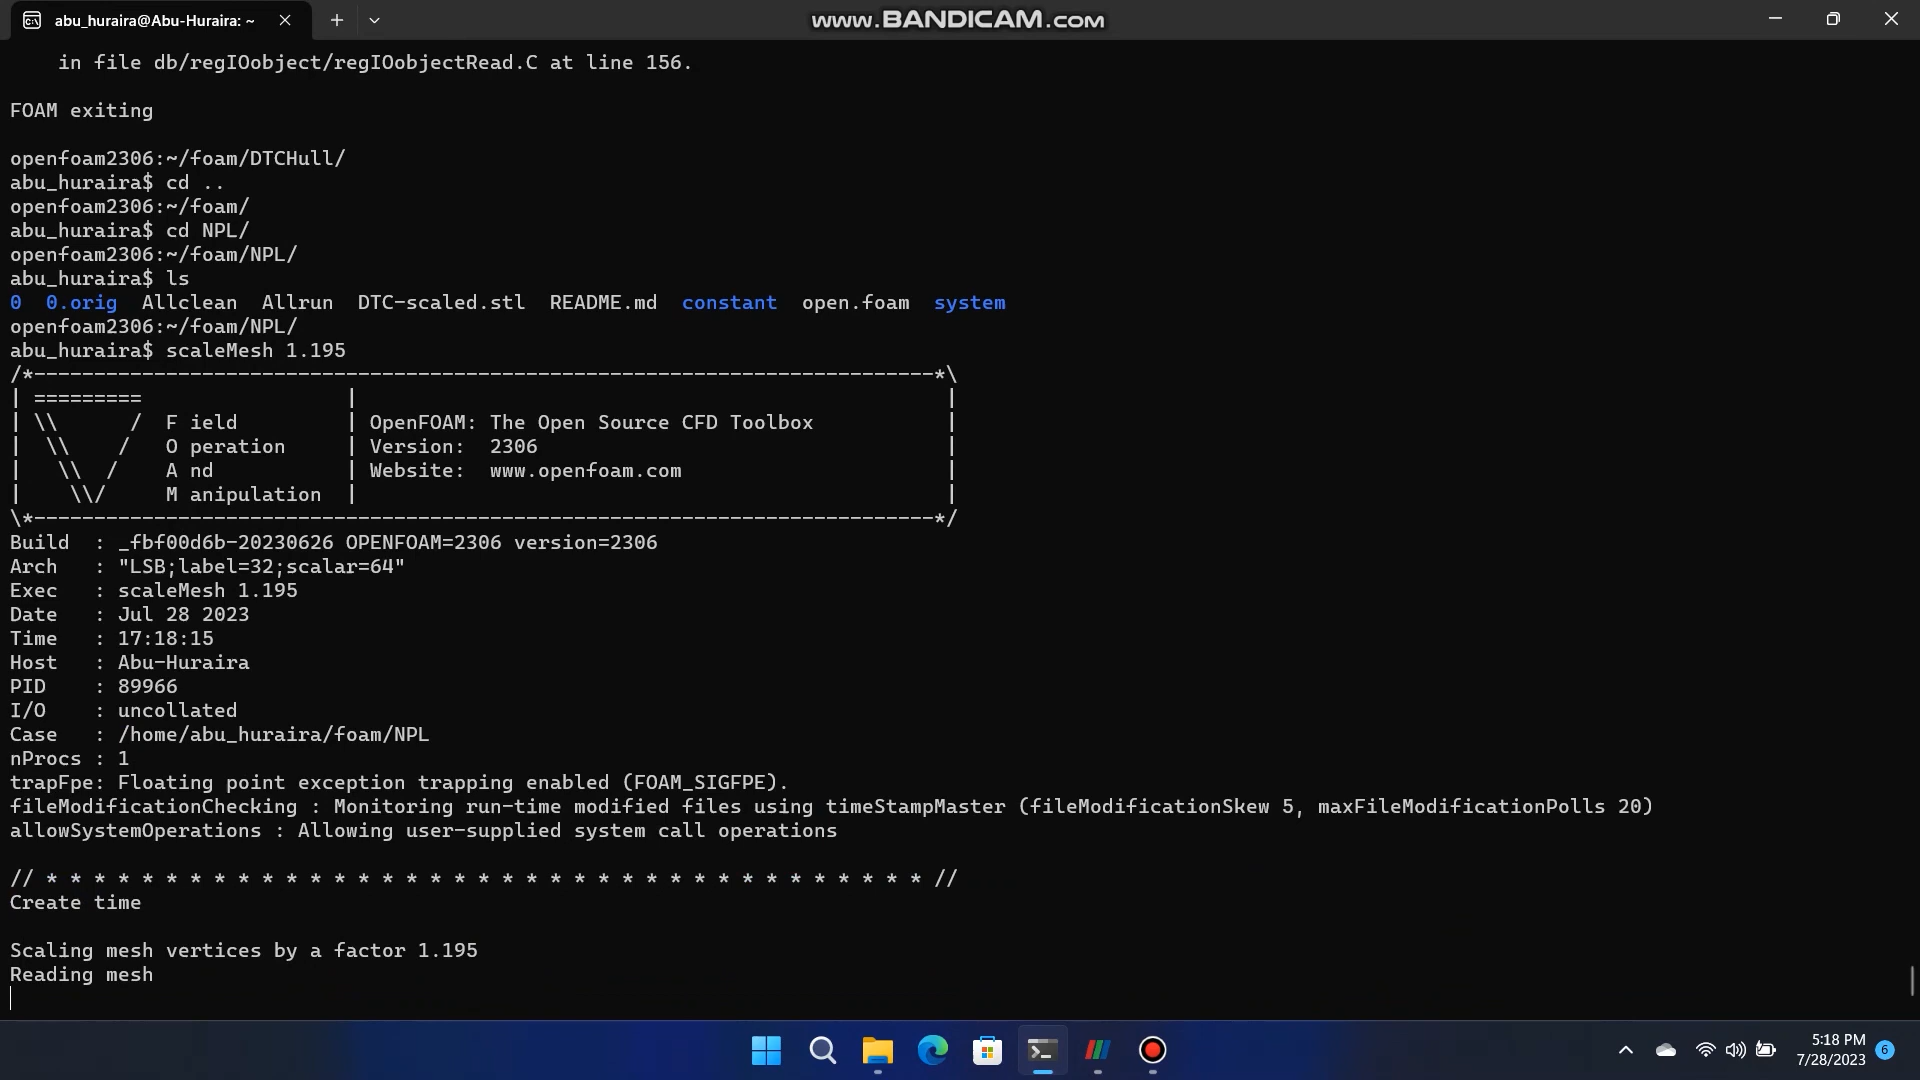 abu_huraira@Abu-Huraira: ~
www.BANDICAM.com
in file db/regIOobject/regIOobjectRead.C at line 156.
FOAM exiting
openfoam2306:~/foam/DTCHull/
abu_huraira$ cd ..
openfoam2306:~/foam/
abu_huraira$ cd NPL/
openfoam2306:~/foam/NPL/
abu_huraira$ ls
0  0.orig  Allclean  Allrun  DTC-scaled.stl  README.md  constant  open.foam  system
openfoam2306:~/foam/NPL/
abu_huraira$ scaleMesh 1.195
/*---------------------------------------------------------------------------*\
| =========                 |                                                 |
| \\      /  F ield         | OpenFOAM: The Open Source CFD Toolbox           |
|  \\    /   O peration     | Version:  2306                                  |
|   \\  /    A nd           | Website:  www.openfoam.com                      |
|    \\/     M anipulation  |                                                 |
\*---------------------------------------------------------------------------*/
Build  : _fbf00d6b-20230626 OPENFOAM=2306 version=2306
Arch   : "LSB;label=32;scalar=64"
Exec   : scaleMesh 1.195
Date   : Jul 28 2023
Time   : 17:18:15
Host   : Abu-Huraira
PID    : 89966
I/O    : uncollated
Case   : /home/abu_huraira/foam/NPL
nProcs : 1
trapFpe: Floating point exception trapping enabled (FOAM_SIGFPE).
fileModificationChecking : Monitoring run-time modified files using timeStampMaster (fileModificationSkew 5, maxFileModificationPolls 20)
allowSystemOperations : Allowing user-supplied system call operations
// * * * * * * * * * * * * * * * * * * * * * * * * * * * * * * * * * * * * * //
Create time
Scaling mesh vertices by a factor 1.195
Reading mesh
5:18 PM
7/28/2023
6